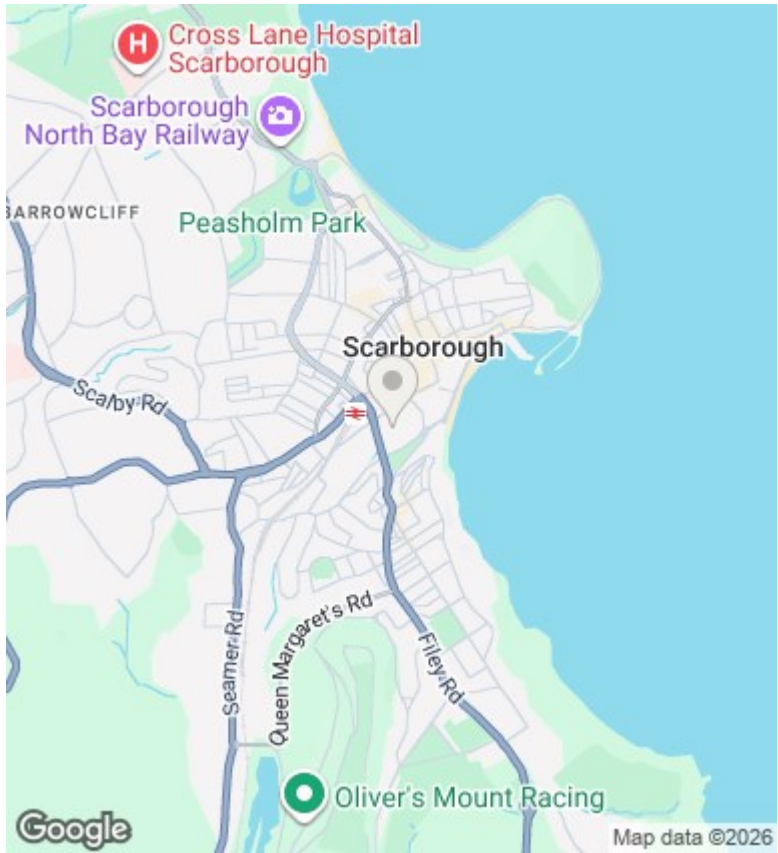 H
Cross Lane Hospital
Scarborough
Scarborough
North Bay Railway
BARROWCLIFF
Peasholm Park
Scarborough
Scalby Rd
Seamer Rd
Queen Margaret's Rd
Filey Rd
Oliver's Mount Racing
Google
Map data ©2026